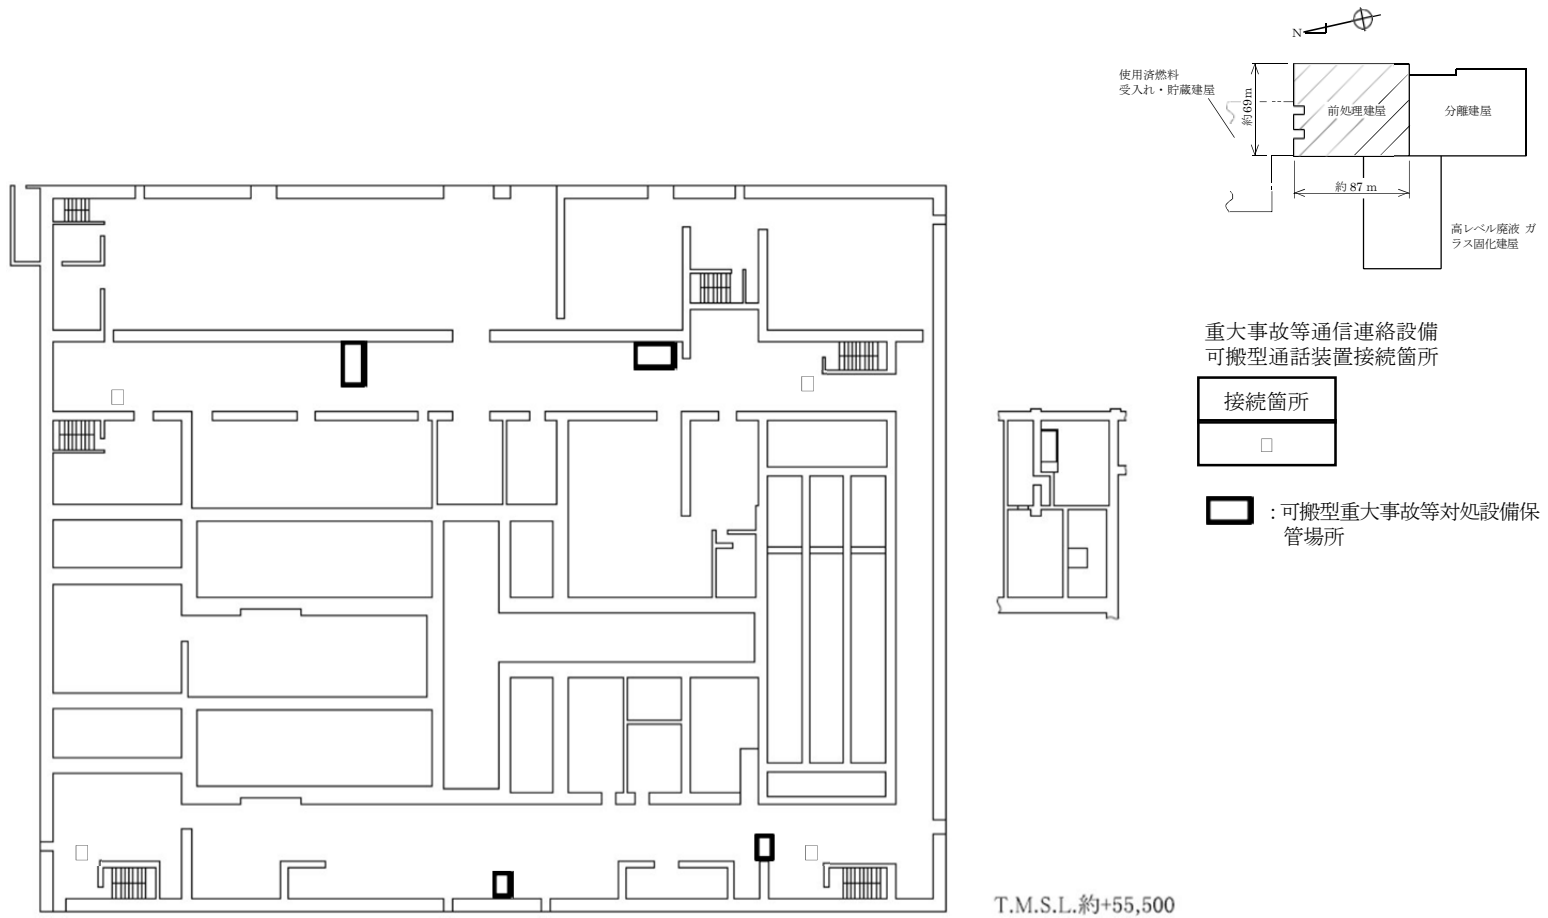 N
使用済燃料
受入れ・貯蔵建屋
約69m
前処理建屋
分離建屋
約 87 m
高レベル廃液 ガ
ラス固化建屋
重大事故等通信連絡設備
可搬型通話装置接続箇所
接続箇所
:可搬型重大事故等対処設備保
管場所
T.M.S.L.約+55,500